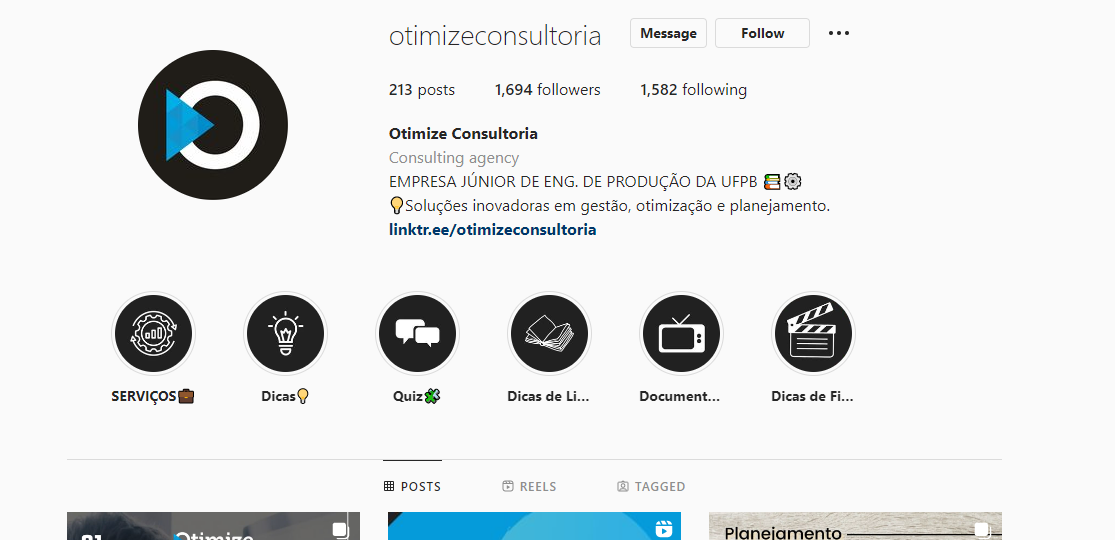 otimizeconsultoria
Message
Follow
213 posts
1,694 followers
1,582 following
Otimize Consultoria
Consulting agency
EMPRESA JÚNIOR DE ENG. DE PRODUÇÃO DA UFPB 📚⚙️
💡Soluções inovadoras em gestão, otimização e planejamento.
linktr.ee/otimizeconsultoria
SERVIÇOS💼
Dicas💡
Quiz🧩
Dicas de Li...
Document...
Dicas de Fi...
POSTS
REELS
TAGGED
Otimize
Planejamento